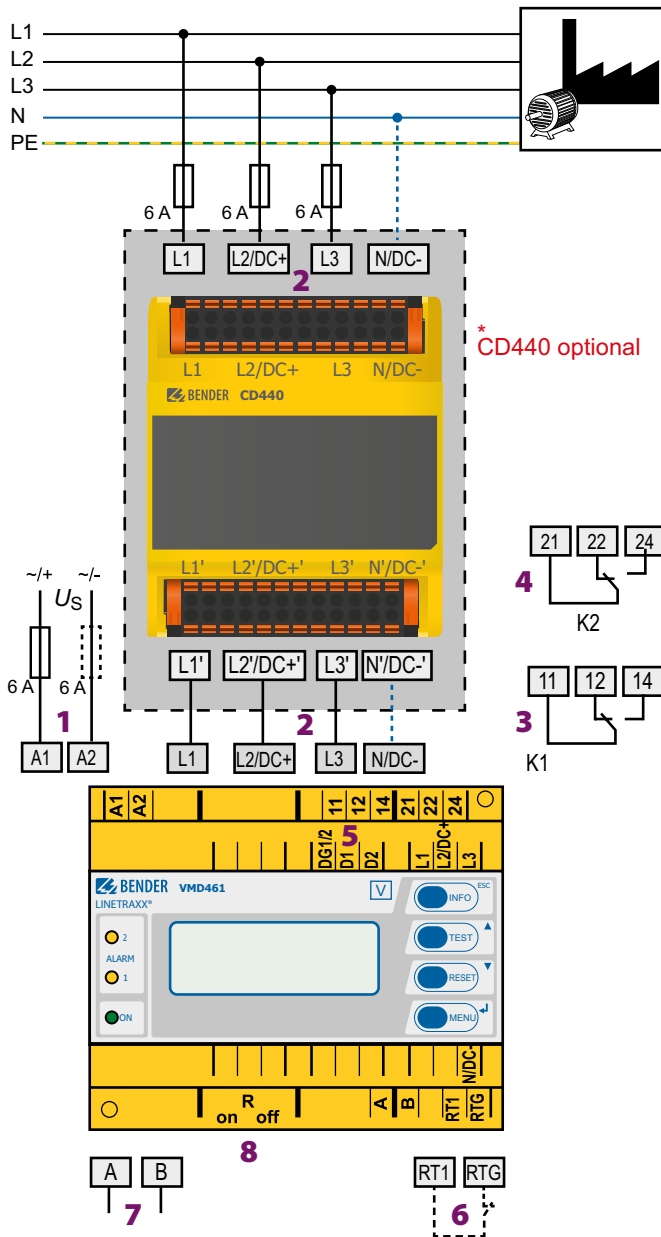 L1
L2
L3
N
PE
6 A 6 A 6 A
L1 L2/DC+ L3 N/DC-
2
L1 L2/DC+ L3 N/DC-
BENDER CD440
*
CD440 optional
L1' L2'/DC+' L3' N'/DC-'
~/+ ~/-
US
6 A 6 A
1
A1 A2
L1' L2'/DC+' L3' N'/DC-'
2
L1 L2/DC+ L3 N/DC-
21 22 24
4
K2
11 12 14
3
K1
A1 A2 11 12 14 21 22 24
5
DG1/2 D1 D2 L1 L2/DC+ L3
BENDER VMD461 V
LINETRAXX®
INFO ESC
2
TEST
ALARM
1
RESET
ON
MENU
N/DC-
R
on off
A B RT1 RTG
8
A B
7
RT1 RTG
6